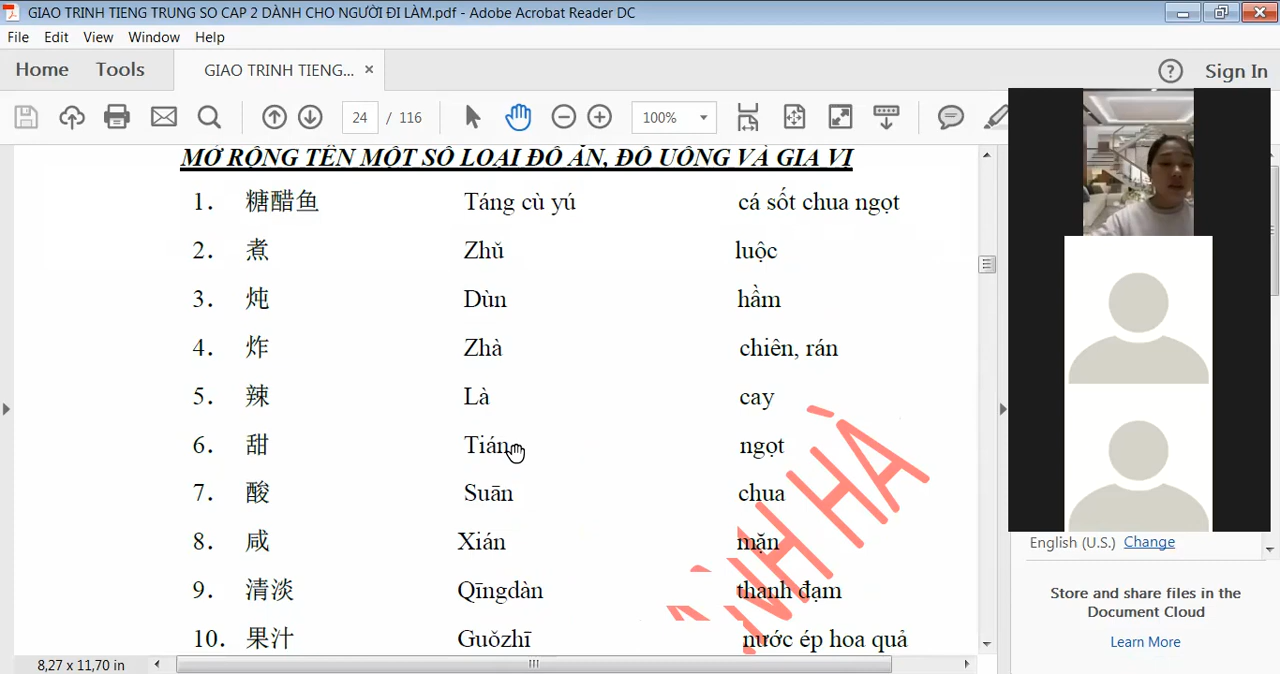 GIAO TRINH TIENG TRUNG SO CAP 2 DÀNH CHO NGƯỜI ĐI LÀM.pdf - Adobe Acrobat Reader DC
File Edit View Window Help
Home Tools GIAO TRINH TIENG... × ? Sign In
24 / 116 100%
MỞ RỘNG TÊN MỘT SỐ LOẠI ĐỒ ĂN, ĐỒ UỐNG VÀ GIA VỊ
1. 糖醋鱼 Táng cù yú cá sốt chua ngọt
2. 煮 Zhŭ luộc
3. 炖 Dùn hầm
4. 炸 Zhà chiên, rán
5. 辣 Là cay
6. 甜 Tián ngọt
7. 酸 Suān chua
8. 咸 Xián mặn
9. 清淡 Qīngdàn thanh đạm
10. 果汁 Guǒzhī nước ép hoa quả
HÀ
English (U.S.) Change
Store and share files in the
Document Cloud
Learn More
8,27 x 11,70 in